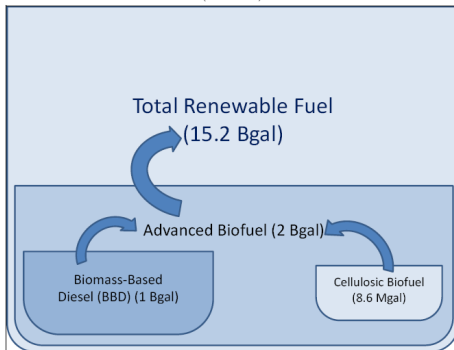 Total Renewable Fuel
(15.2 Bgal)
Advanced Biofuel (2 Bgal)
Biomass-Based
Diesel (BBD) (1 Bgal)
Cellulosic Biofuel
(8.6 Mgal)